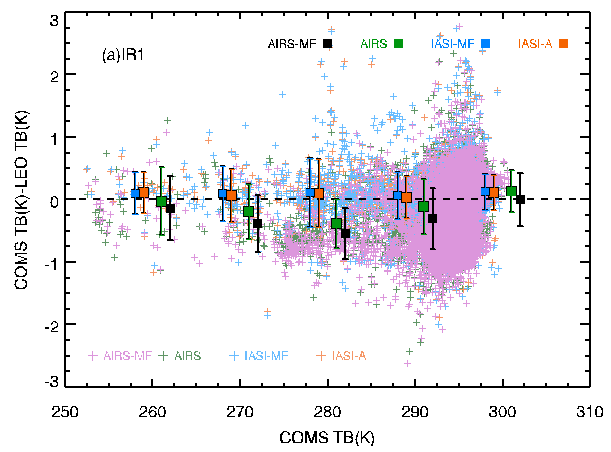 3
(a)IR1
AIRS-MF AIRS IASI-MF IASI-A
2
1
0
-1
-2
-3
COMS TB(K)-LEO TB(K)
AIRS-MF AIRS IASI-MF IASI-A
250 260 270 280 290 300 310
COMS TB(K)